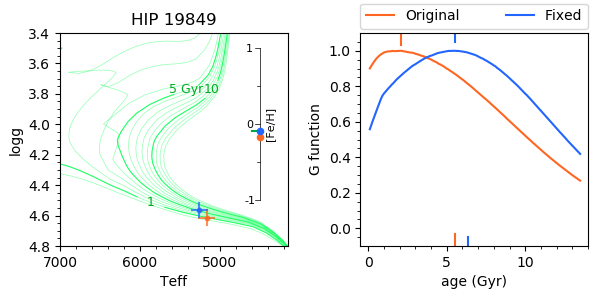 HIP 19849
3.4
3.6
3.8
4.0
4.2
4.4
4.6
4.8
logg
7000
6000
5000
Teff
5 Gyr 10
1
1
0
-1
[Fe/H]
Original
Fixed
1.0
0.8
0.6
0.4
0.2
0.0
G function
0
5
10
age (Gyr)